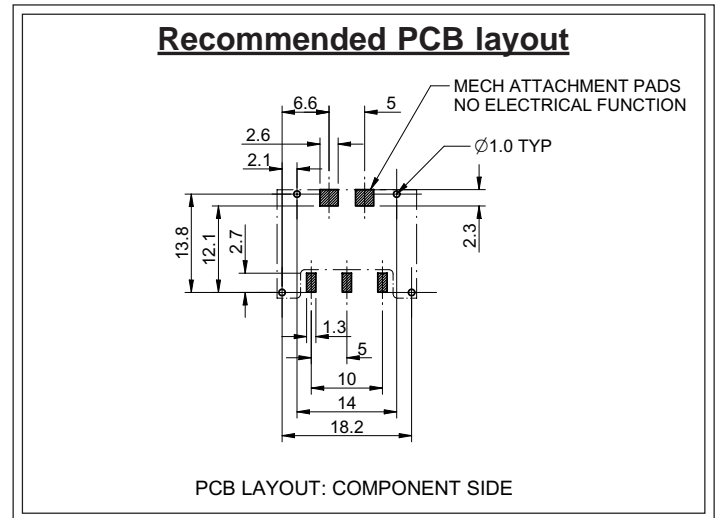 Recommended PCB layout
MECH ATTACHMENT PADS
NO ELECTRICAL FUNCTION
6.6
5
2.6
∅1.0 TYP
2.1
13.8
12.1
2.7
2.3
1.3
5
10
14
18.2
PCB LAYOUT: COMPONENT SIDE